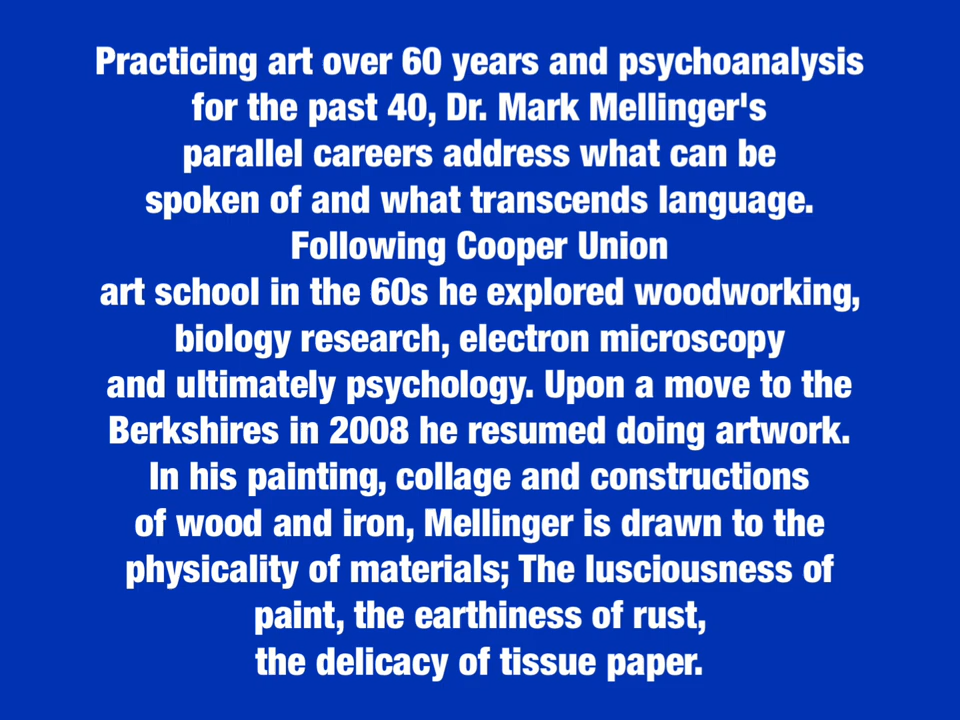 Practicing art over 60 years and psychoanalysis
for the past 40, Dr. Mark Mellinger's
parallel careers address what can be
spoken of and what transcends language.
Following Cooper Union
art school in the 60s he explored woodworking,
biology research, electron microscopy
and ultimately psychology. Upon a move to the
Berkshires in 2008 he resumed doing artwork.
In his painting, collage and constructions
of wood and iron, Mellinger is drawn to the
physicality of materials; The lusciousness of
paint, the earthiness of rust,
the delicacy of tissue paper.